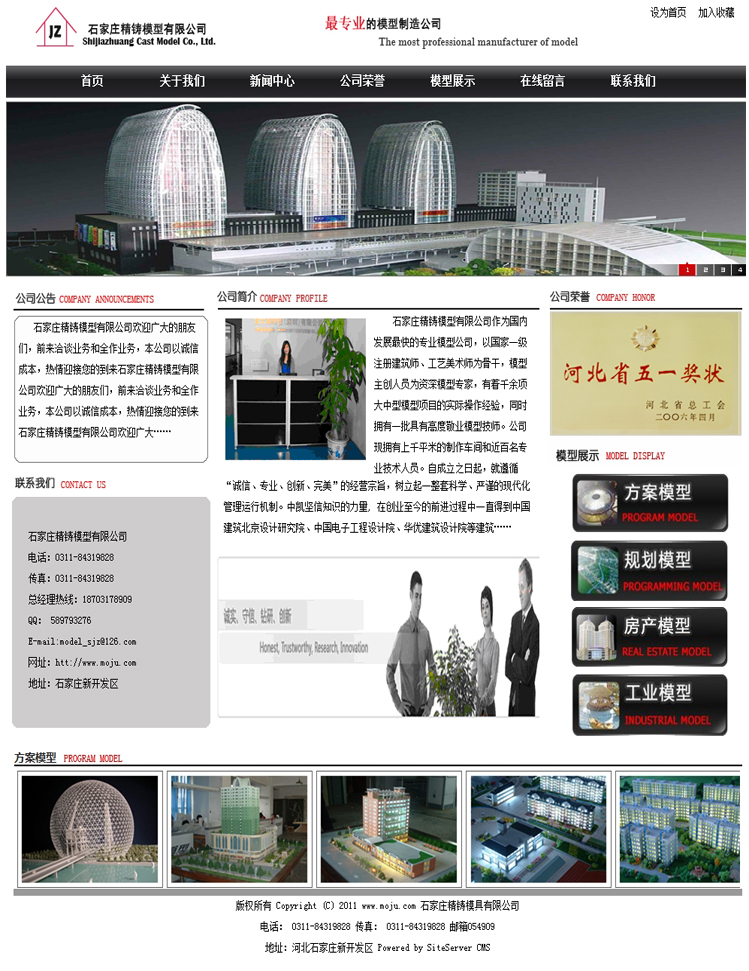 设为首页 加入收藏
JZ
石家庄精铸模型有限公司
Shijiazhuang Cast Model Co., Ltd.
最专业的模型制造公司
The most professional manufacturer of model
首页 关于我们 新闻中心 公司荣誉 模型展示 在线留言 联系我们
1 2 3 4
公司公告 COMPANY ANNOUNCEMENTS
石家庄精铸模型有限公司欢迎广大的朋友
们，前来洽谈业务和全作业务，本公司以诚信
成本，热情迎接您的到来石家庄精铸模型有限
公司欢迎广大的朋友们，前来洽谈业务和全作
业务，本公司以诚信成本，热情迎接您的到来
石家庄精铸模型有限公司欢迎广大……
联系我们 CONTACT US
石家庄精铸模型有限公司
电话：0311-84319828
传真：0311-84319828
总经理热线：18703178909
QQ： 589793276
E-mail:model_sjz@126.com
网址：htt://www.moju.com
地址：石家庄新开发区
公司简介 COMPANY PROFILE
石家庄精铸模型有限公司作为国内
发展最快的专业模型公司，以国家一级
注册建筑师、工艺美术师为骨干，模型
主创人员为资深模型专家，有着千余项
大中型模型项目的实际操作经验，同时
拥有一批具有高度敬业模型技师。公司
现拥有上千平米的制作车间和近百名专
业技术人员。自成立之日起，就遵循
“诚信、专业、创新、完美”的经营宗旨，树立起一整套科学、严谨的现代化
管理运行机制。中凯坚信知识的力量，在创业至今的前进过程中一直得到中国
建筑北京设计研究院、中国电子工程设计院、华优建筑设计院等建筑……
诚实、守信、钻研、创新
Honest, Trustworthy, Research, Innovation
公司荣誉 COMPANY HONOR
河北省五一奖状
河北省总工会
二〇〇六年四月
模型展示 MODEL DISPLAY
方案模型
PROGRAM MODEL
规划模型
PROGRAMMING MODEL
房产模型
REAL ESTATE MODEL
工业模型
INDUSTRIAL MODEL
方案模型 PROGRAM MODEL
版权所有 Copyright (C) 2011 www.moju.com 石家庄精铸模具有限公司
电话： 0311-84319828 传真： 0311-84319828 邮箱054909
地址：河北石家庄新开发区 Powered by SiteServer CMS